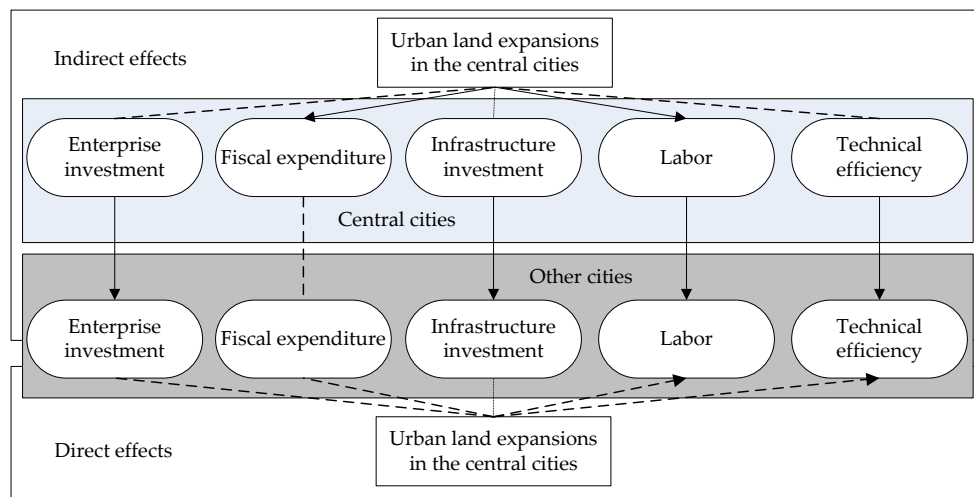 Urban land expansions
in the central cities
Indirect effects
Enterprise
investment
Fiscal expenditure
Infrastructure
investment
Labor
Technical
efficiency
Central cities
Other cities
Enterprise
investment
Fiscal expenditure
Infrastructure
investment
Labor
Technical
efficiency
Urban land expansions
in the central cities
Direct effects